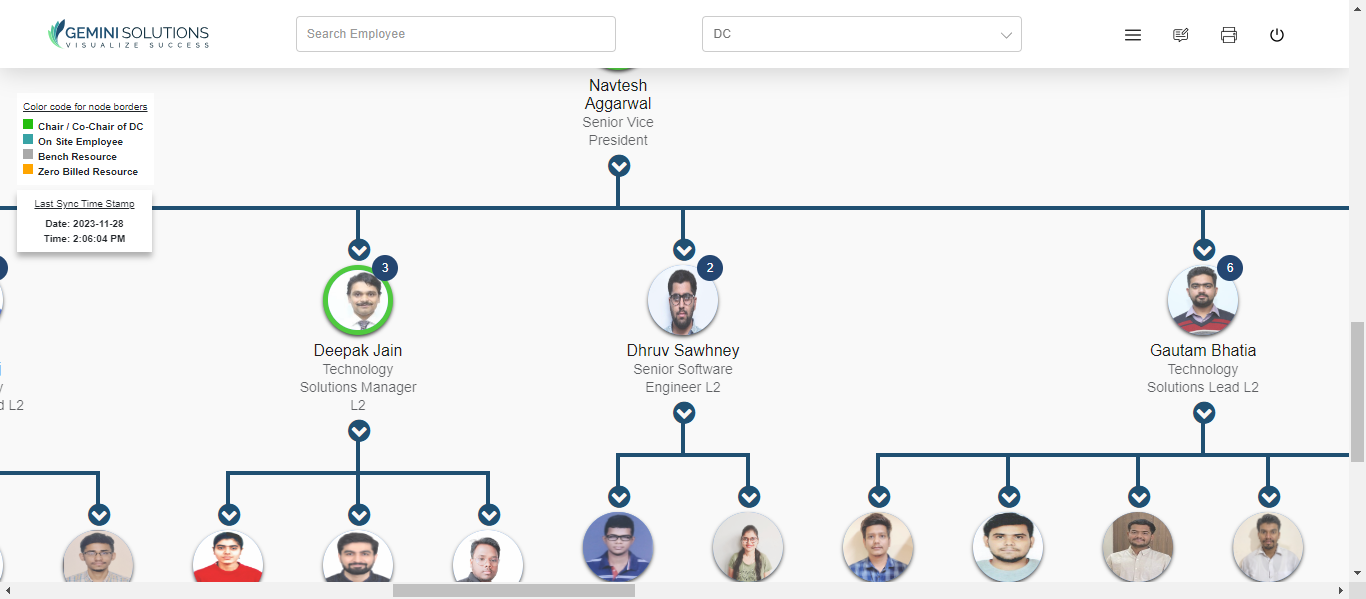 GEMINI SOLUTIONS
VISUALIZE SUCCESS
Search Employee
DC
Navtesh
Aggarwal
Senior Vice
President
Color code for node borders
Chair / Co-Chair of DC
On Site Employee
Bench Resource
Zero Billed Resource
Last Sync Time Stamp
Date: 2023-11-28
Time: 2:06:04 PM
3
2
6
Deepak Jain
Technology
Solutions Manager
L2
Dhruv Sawhney
Senior Software
Engineer L2
Gautam Bhatia
Technology
Solutions Lead L2
L2